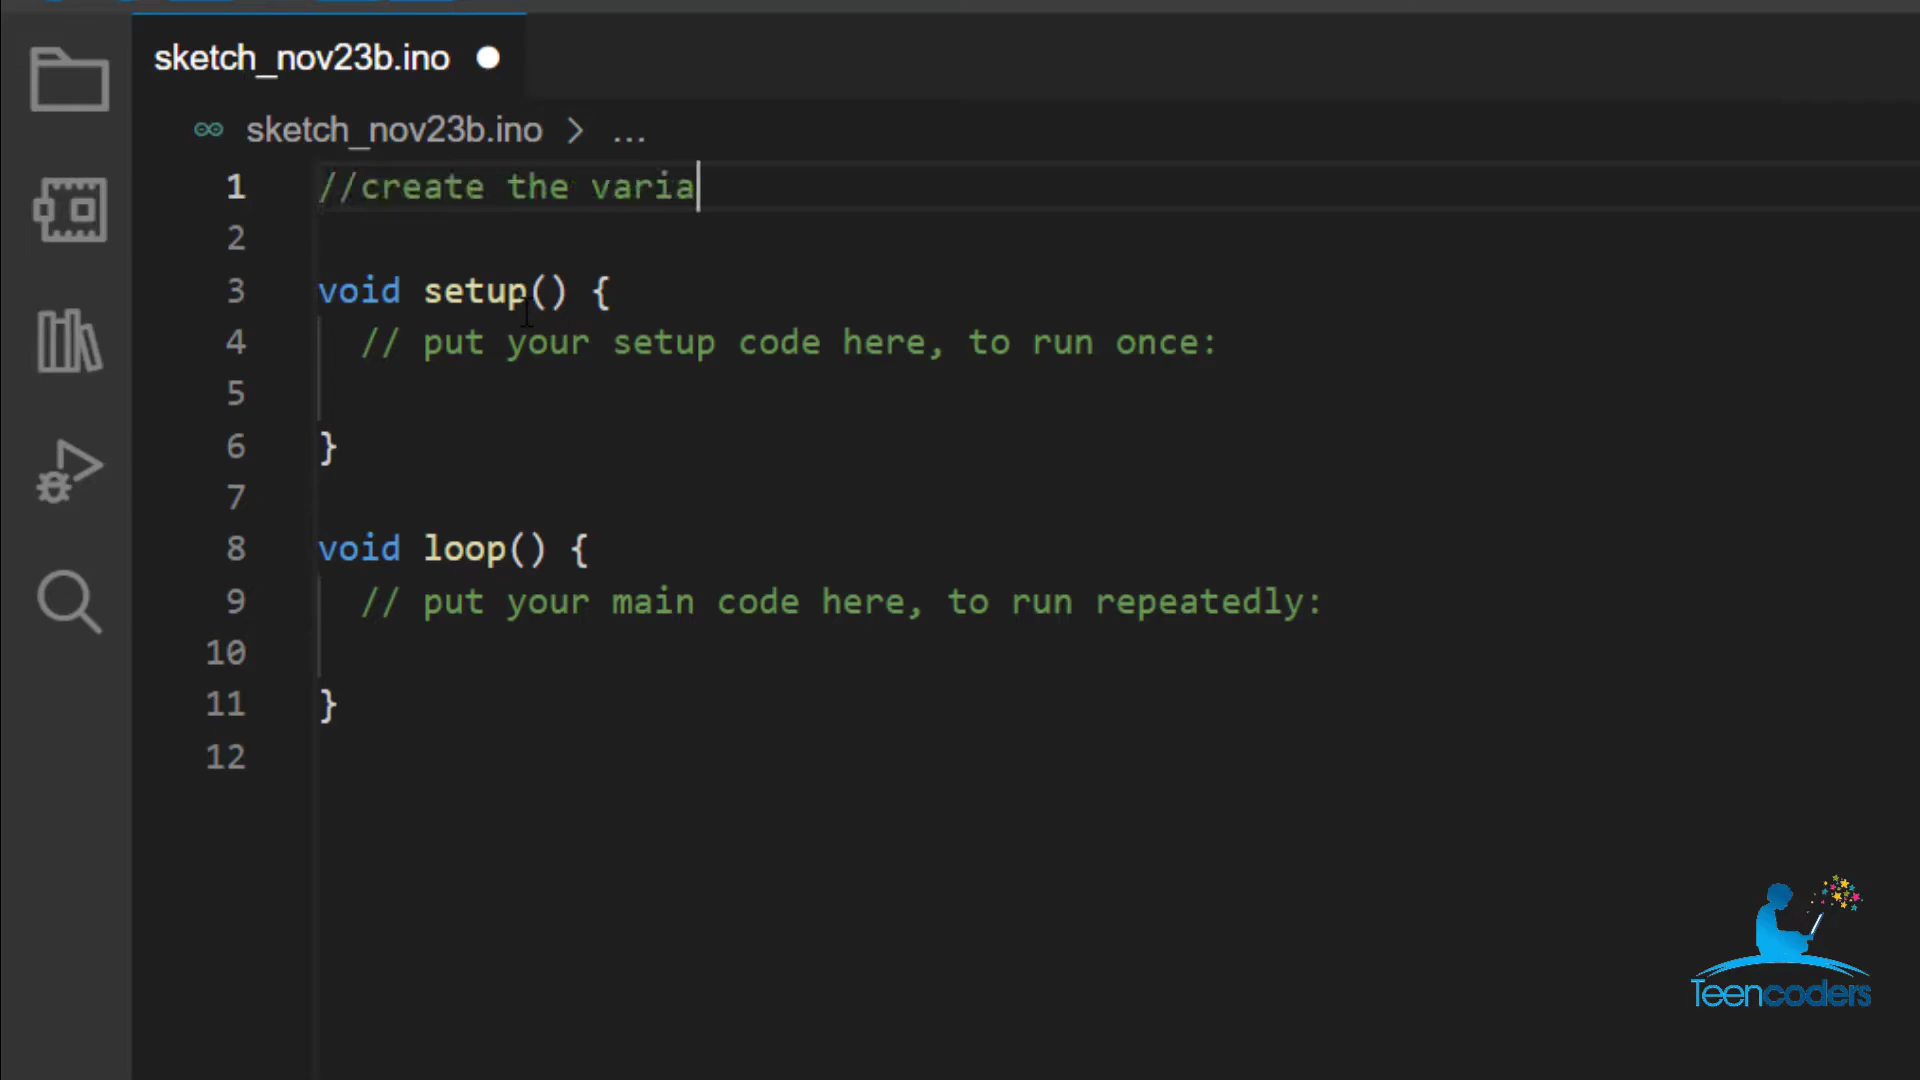 sketch_nov23b.ino
sketch_nov23b.ino > ...
1 //create the varia
2
3 void setup() {
4 // put your setup code here, to run once:
5
6 }
7
8 void loop() {
9 // put your main code here, to run repeatedly:
10
11 }
12
Teencoders